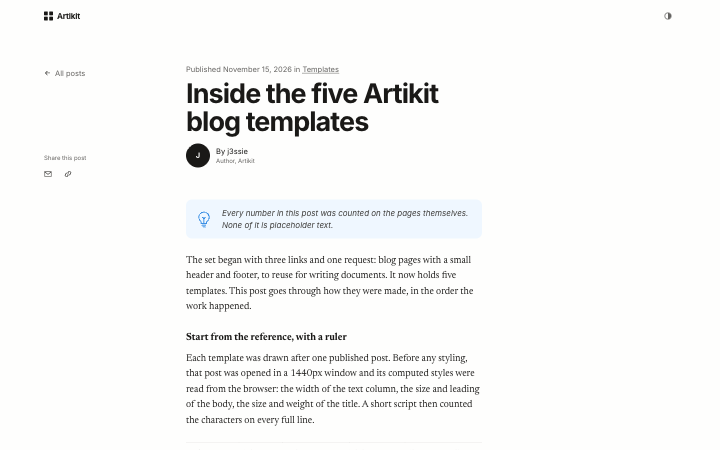 Artikit
← All posts
Share this post
Published November 15, 2026 in Templates
Inside the five Artikit
blog templates
J
By j3ssie
Author, Artikit
Every number in this post was counted on the pages themselves.
None of it is placeholder text.
The set began with three links and one request: blog pages with a small
header and footer, to reuse for writing documents. It now holds five
templates. This post goes through how they were made, in the order the
work happened.
Start from the reference, with a ruler
Each template was drawn after one published post. Before any styling,
that post was opened in a 1440px window and its computed styles were
read from the browser: the width of the text column, the size and leading
of the body, the size and weight of the title. A short script then counted
the characters on every full line.